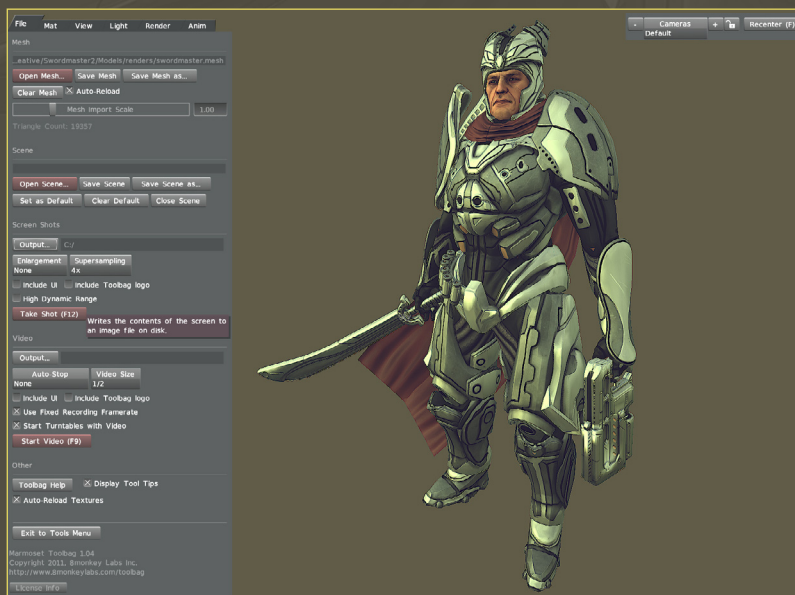 File Mat View Light Render Anim
- Cameras + Recenter (F)
Default
Mesh
...eative/Swordmaster2/Models/renders/swordmaster.mesh
Open Mesh... Save Mesh Save Mesh as...
Clear Mesh Auto-Reload
Mesh Import Scale 1.00
Triangle Count: 19357
Scene
Open Scene... Save Scene Save Scene as...
Set as Default Clear Default Close Scene
Screen Shots
Output... C:/
Enlargement Supersampling
None 4x
Include UI Include Toolbag logo
High Dynamic Range
Take Shot (F12)
Writes the contents of the screen to
an image file on disk.
Video
Output...
Auto Stop Video Size
None 1/2
Include UI Include Toolbag logo
Use Fixed Recording Framerate
Start Turntables with Video
Start Video (F9)
Other
Toolbag Help Display Tool Tips
Auto-Reload Textures
Exit to Tools Menu
Marmoset Toolbag 1.04
Copyright 2011, 8monkey Labs Inc.
http://www.8monkeylabs.com/toolbag
License Info